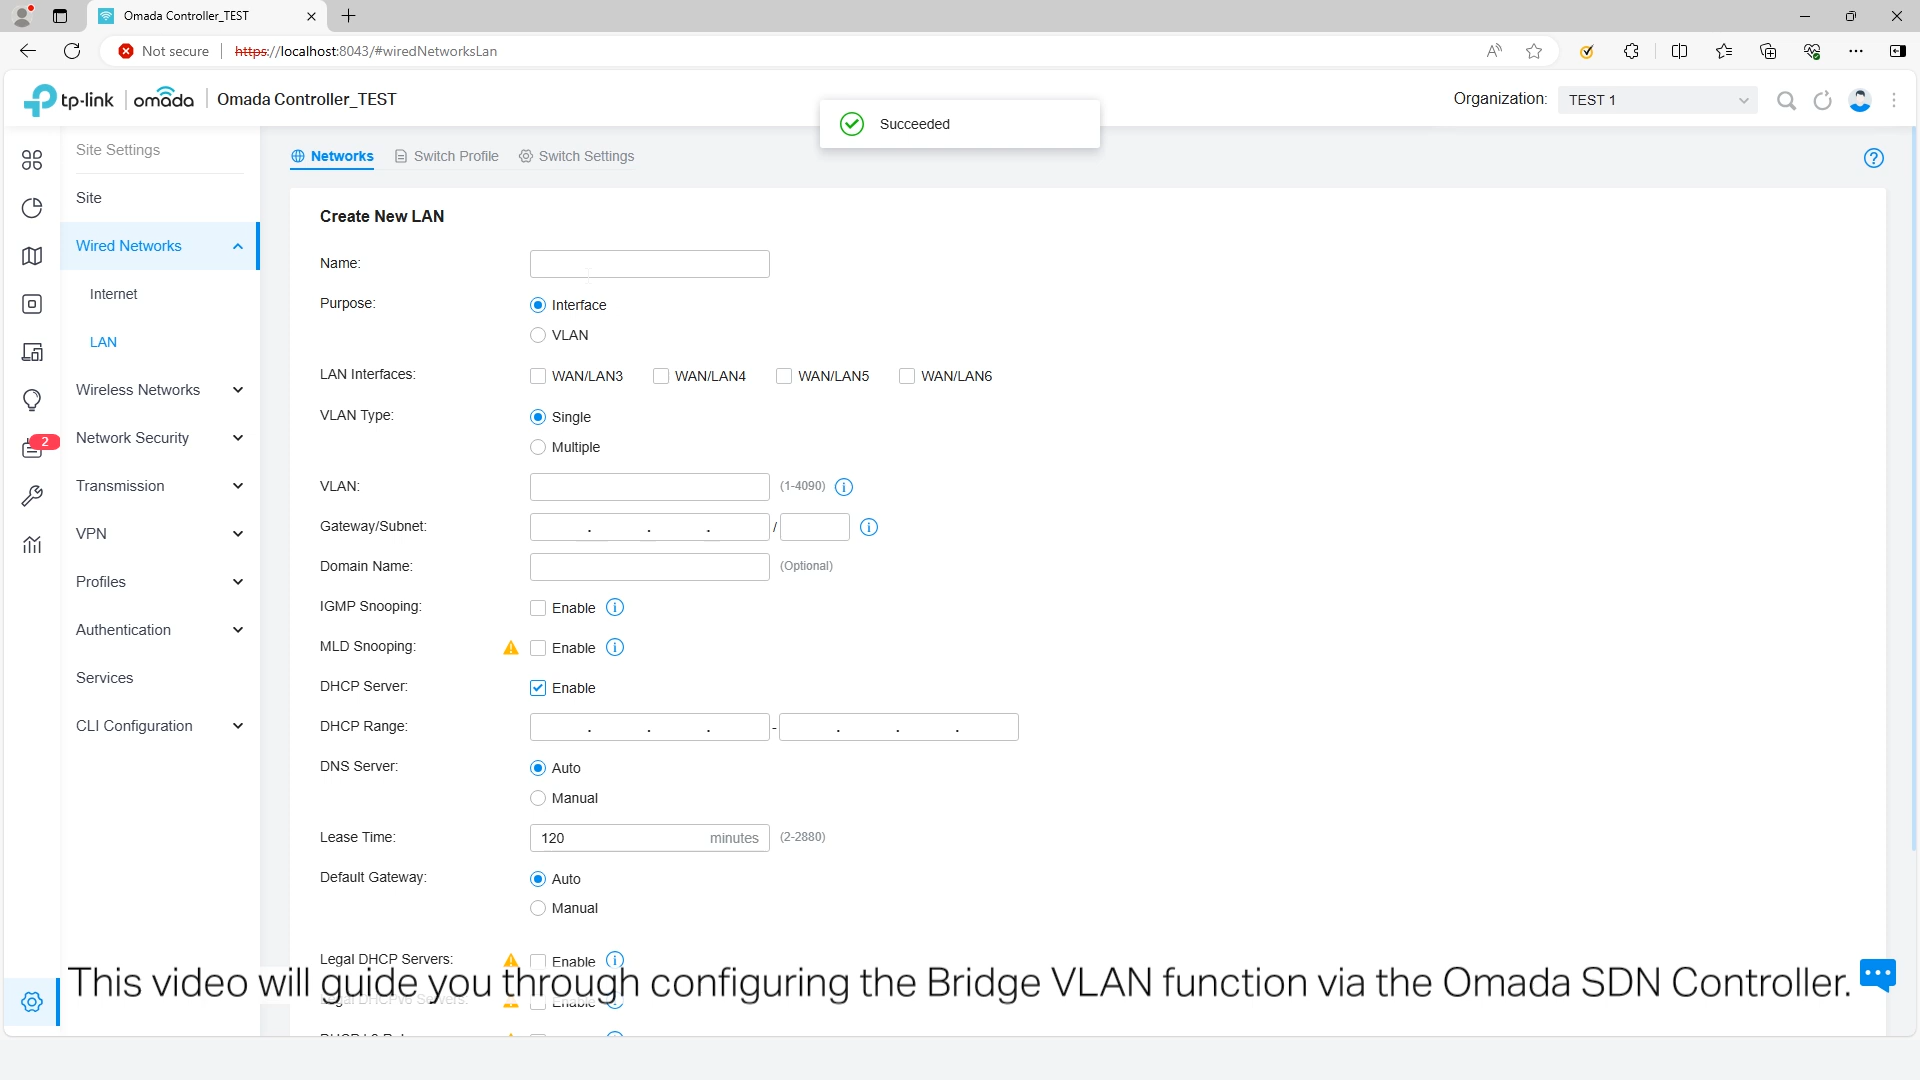 Omada Controller_TEST
Not secure
https://localhost:8043/#wiredNetworksLan
tp-link
omada
Omada Controller_TEST
Organization:
TEST 1
Succeeded
Site Settings
Networks
Switch Profile
Switch Settings
Site
Wired Networks
Internet
LAN
Wireless Networks
2
Network Security
Transmission
VPN
Profiles
Authentication
Services
CLI Configuration
Create New LAN
Name:
Purpose:
Interface
VLAN
LAN Interfaces:
WAN/LAN3
WAN/LAN4
WAN/LAN5
WAN/LAN6
VLAN Type:
Single
Multiple
VLAN:
(1-4090)
Gateway/Subnet:
. . . /
Domain Name:
(Optional)
IGMP Snooping:
Enable
MLD Snooping:
Enable
DHCP Server:
Enable
DHCP Range:
. . . - . . .
DNS Server:
Auto
Manual
Lease Time:
120 minutes
(2-2880)
Default Gateway:
Auto
Manual
Legal DHCP Servers:
Enable
This video will guide you through configuring the Bridge VLAN function via the Omada SDN Controller.
Legal DHCPv6 Servers:
Enable